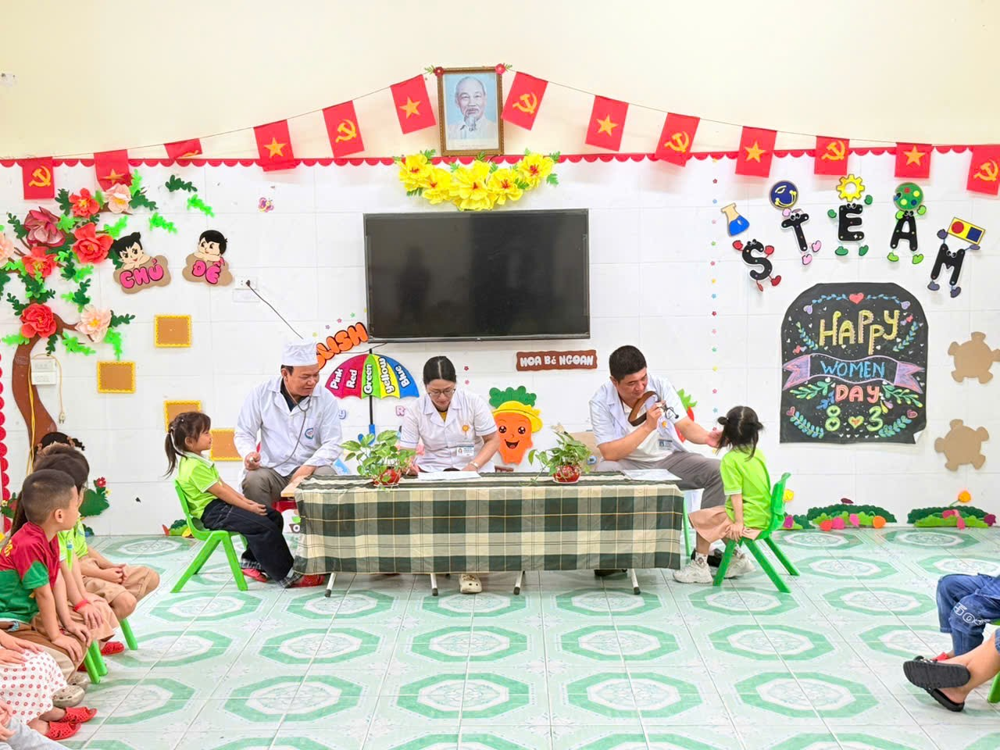 CHỦ ĐỀ
STEAM
HAPPY
WOMEN
DAY
8 • 3
HOA BÉ NGOAN
Pink
Red
Green
yellow
Blue